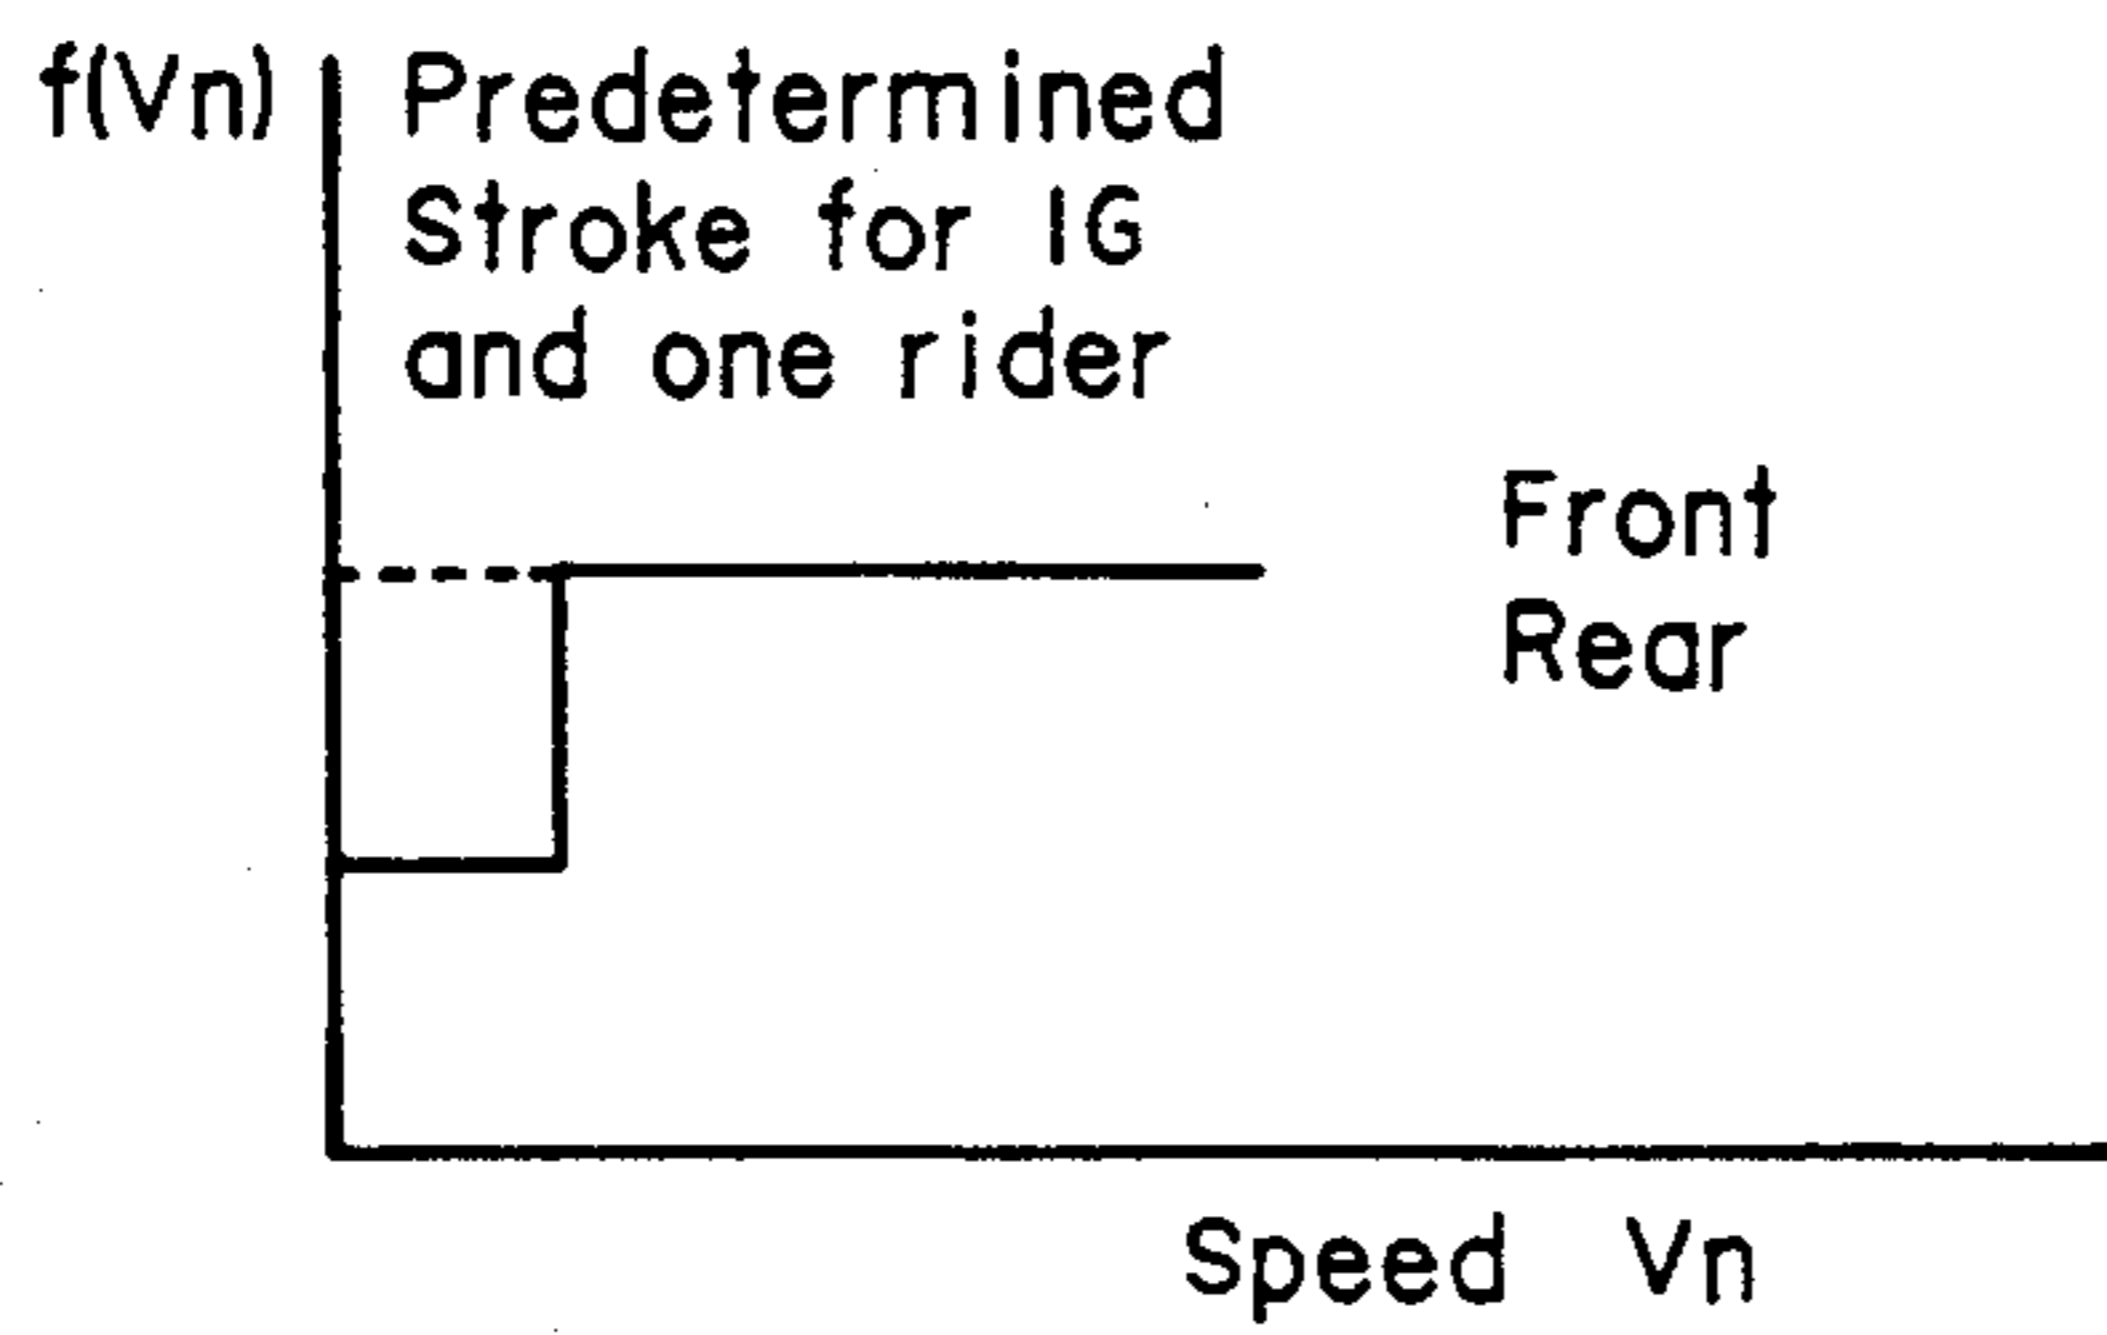 f(Vn)
Predetermined
Stroke for 1G
and one rider
Front
Rear
Speed Vn